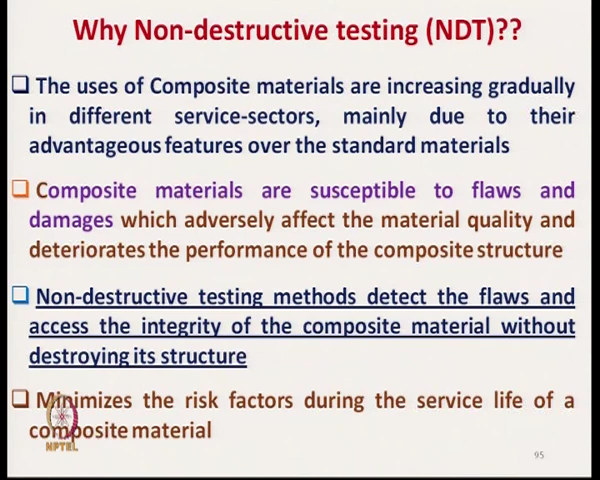 Why Non-destructive testing (NDT)??
The uses of Composite materials are increasing gradually
in different service-sectors, mainly due to their
advantageous features over the standard materials
Composite materials are susceptible to flaws and
damages which adversely affect the material quality and
deteriorates the performance of the composite structure
Non-destructive testing methods detect the flaws and
access the integrity of the composite material without
destroying its structure
Minimizes the risk factors during the service life of a
composite material
NPTEL
95